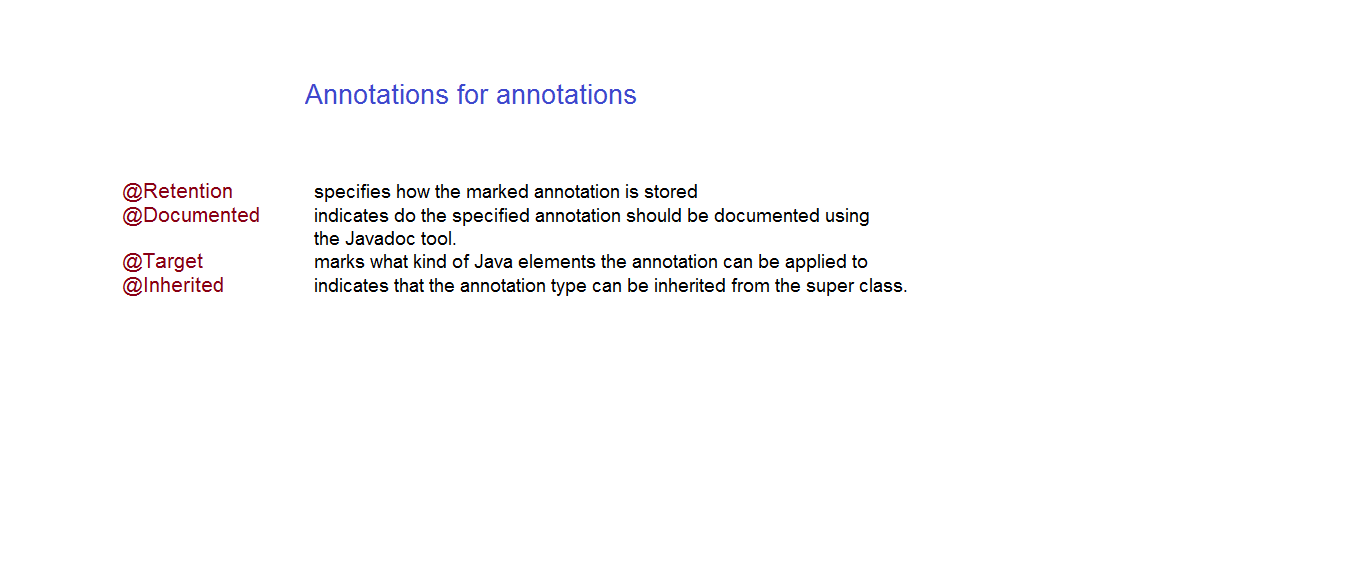 Annotations for annotations
@Retention specifies how the marked annotation is stored
@Documented indicates do the specified annotation should be documented using
the Javadoc tool.
@Target marks what kind of Java elements the annotation can be applied to
@Inherited indicates that the annotation type can be inherited from the super class.